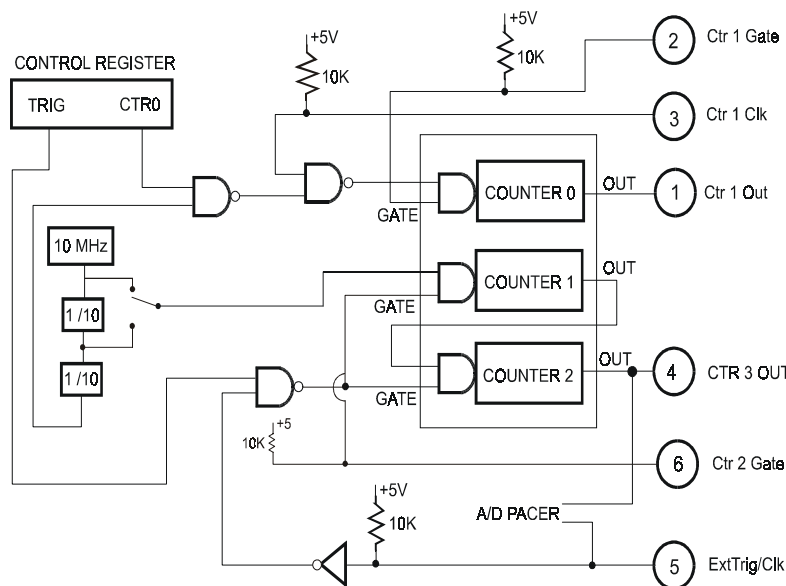 +5V
10K
+5V
10K
2
Ctr 1 Gate
CONTROL REGISTER
TRIG
CTR0
3
Ctr 1 Clk
GATE
COUNTER 0
OUT
1
Ctr 1 Out
10 MHz
1 /10
1 /10
GATE
COUNTER 1
OUT
GATE
COUNTER 2
OUT
4
CTR 3 OUT
+5
10K
6
Ctr 2 Gate
+5V
10K
A/D PACER
5
ExtTrig/Clk